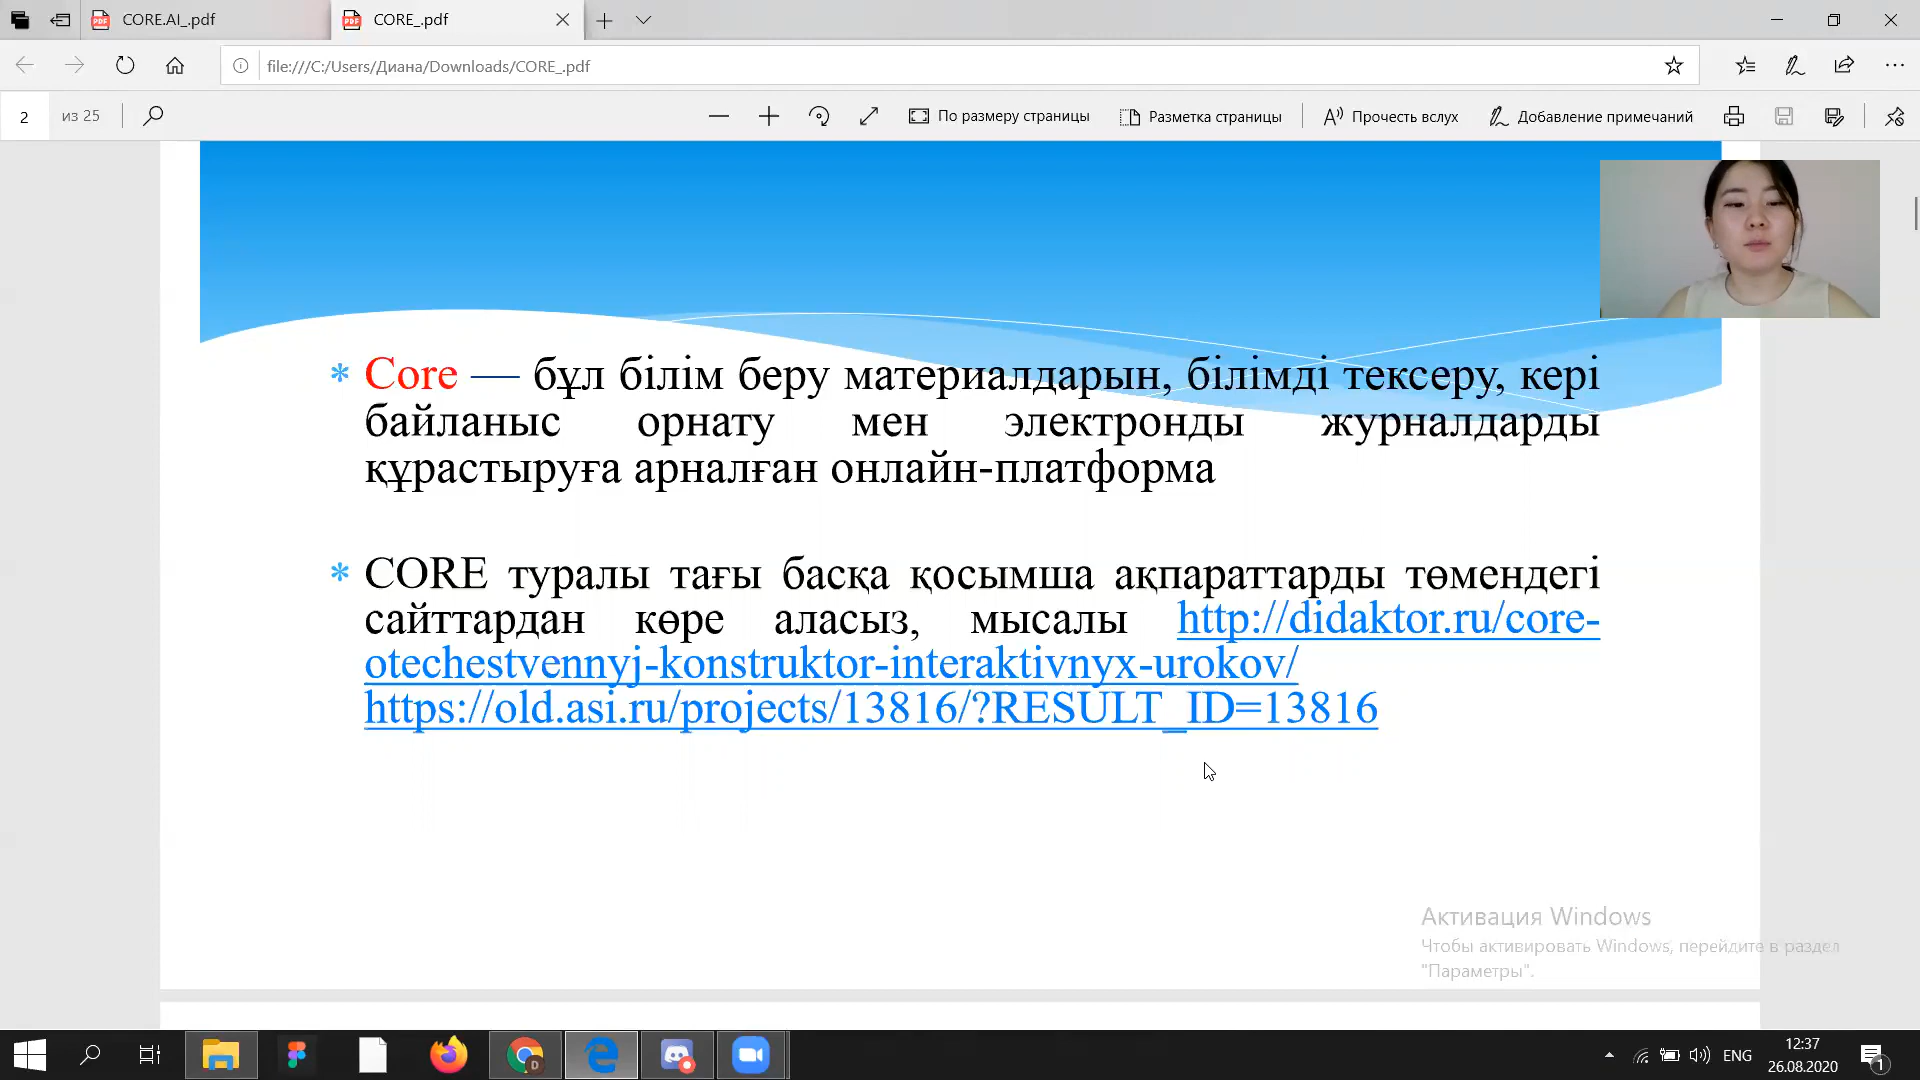 CORE.AI_.pdf
CORE_.pdf
file:///C:/Users/Диана/Downloads/CORE_.pdf
2 из 25
По размеру страницы
Разметка страницы
Прочесть вслух
Добавление примечаний
* Core — бұл білім беру материалдарын, білімді тексеру, кері
байланыс орнату мен электронды журналдарды
құрастыруға арналған онлайн-платформа
* CORE туралы тағы басқа қосымша ақпараттарды төмендегі
сайттардан көре аласыз, мысалы http://didaktor.ru/core-
otechestvennyj-konstruktor-interaktivnyx-urokov/
https://old.asi.ru/projects/13816/?RESULT_ID=13816
Активация Windows
Чтобы активировать Windows, перейдите в раздел
"Параметры".
ENG
12:37
26.08.2020
1